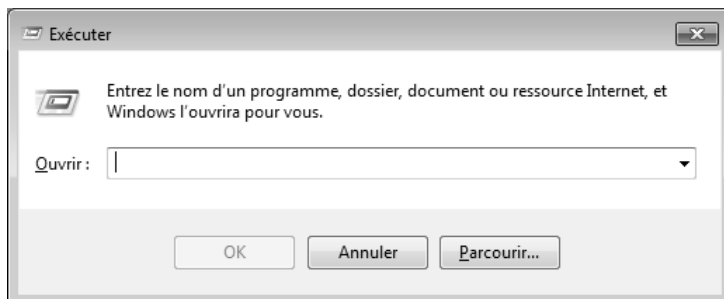 Exécuter
Entrez le nom d'un programme, dossier, document ou ressource Internet, et
Windows l'ouvrira pour vous.
Ouvrir :
OK Annuler Parcourir...